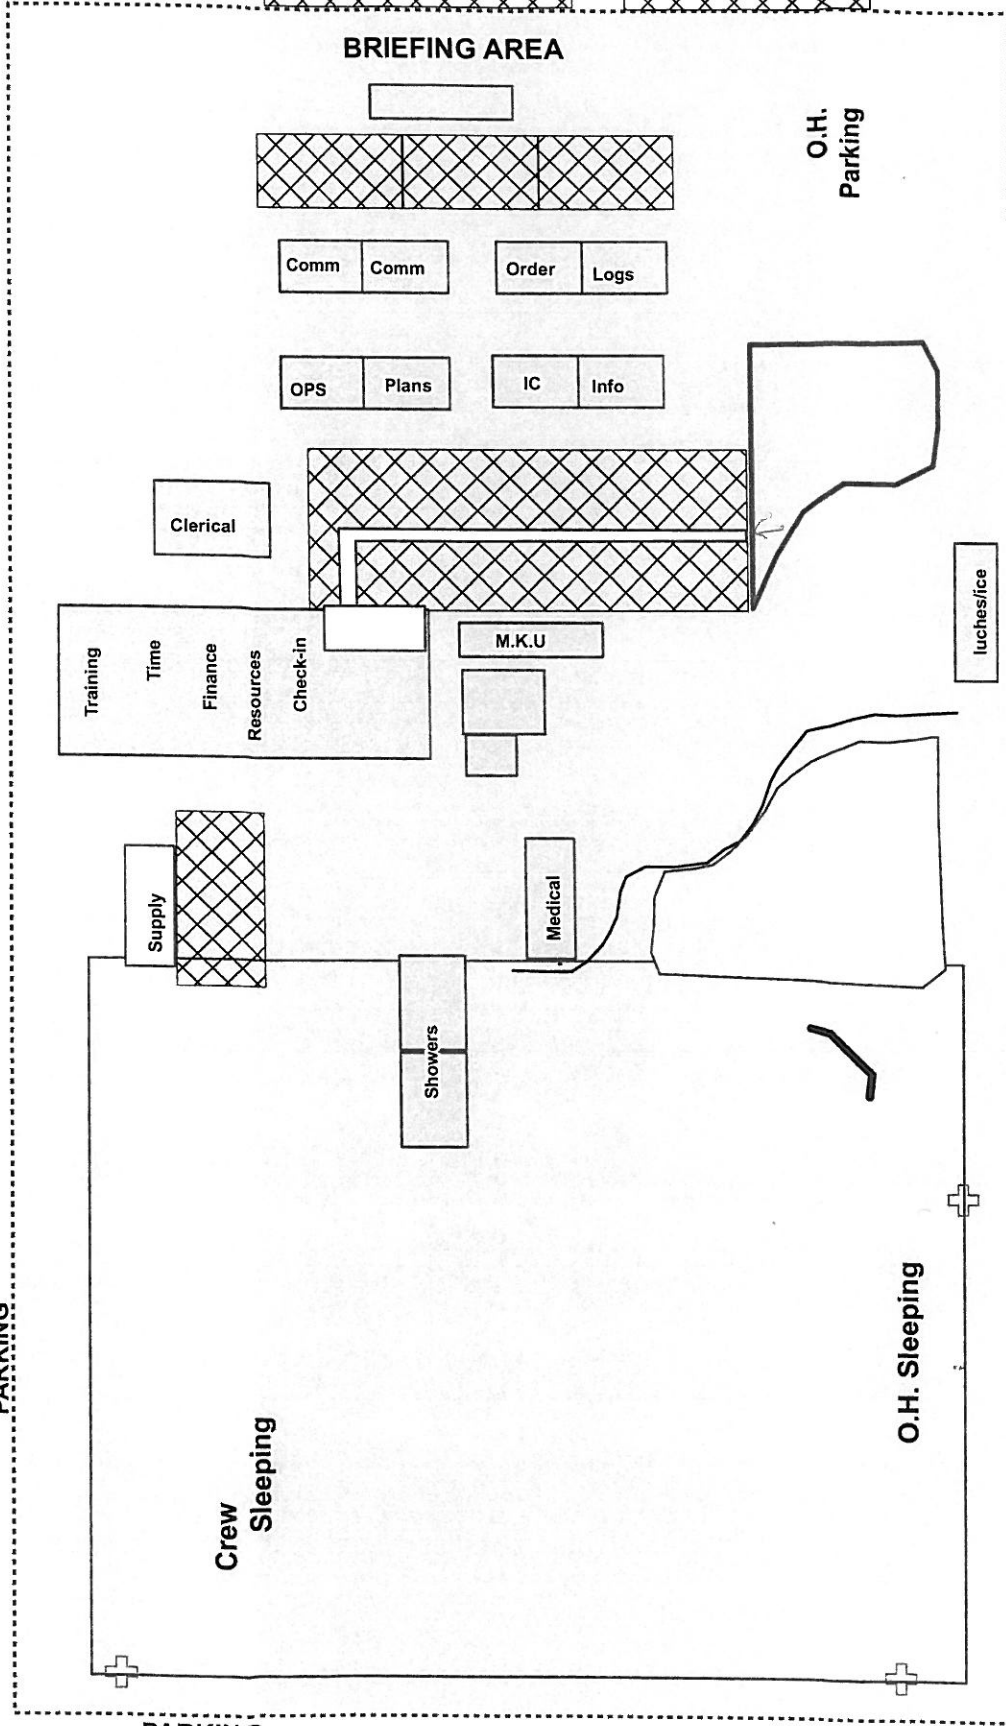 BRIEFING AREA
O.H.
Parking
Comm
Comm
Order
Logs
OPS
Plans
IC
Info
Clerical
luches/ice
Training
Time
Finance
Resources
Check-in
M.K.U
Supply
Medical
Showers
PARKING
O.H. Sleeping
Crew
Sleeping
PARKING